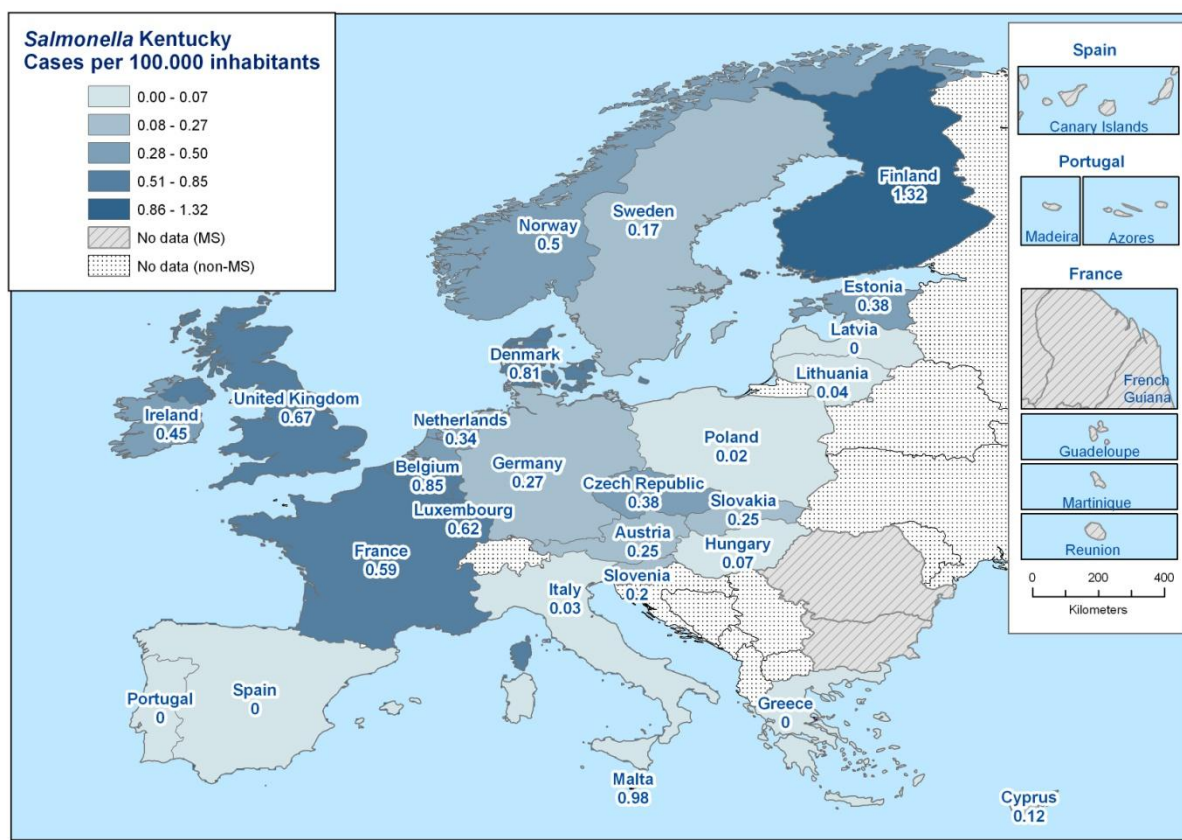 Salmonella Kentucky
Cases per 100.000 inhabitants
0.00 - 0.07
0.08 - 0.27
0.28 - 0.50
0.51 - 0.85
0.86 - 1.32
No data (MS)
No data (non-MS)
Finland
1.32
Sweden
0.17
Norway
0.5
Estonia
0.38
Latvia
0
Lithuania
0.04
Denmark
0.81
United Kingdom
0.67
Ireland
0.45
Netherlands
0.34
Belgium
0.85
Luxembourg
0.62
Germany
0.27
Poland
0.02
Czech Republic
0.38
Slovakia
0.25
Austria
0.25
Hungary
0.07
Slovenia
0.2
France
0.59
Italy
0.03
Portugal
0
Spain
0
Greece
0
Malta
0.98
Cyprus
0.12
Spain
Canary Islands
Portugal
Madeira
Azores
France
French
Guiana
Guadeloupe
Martinique
Reunion
0 200 400
Kilometers